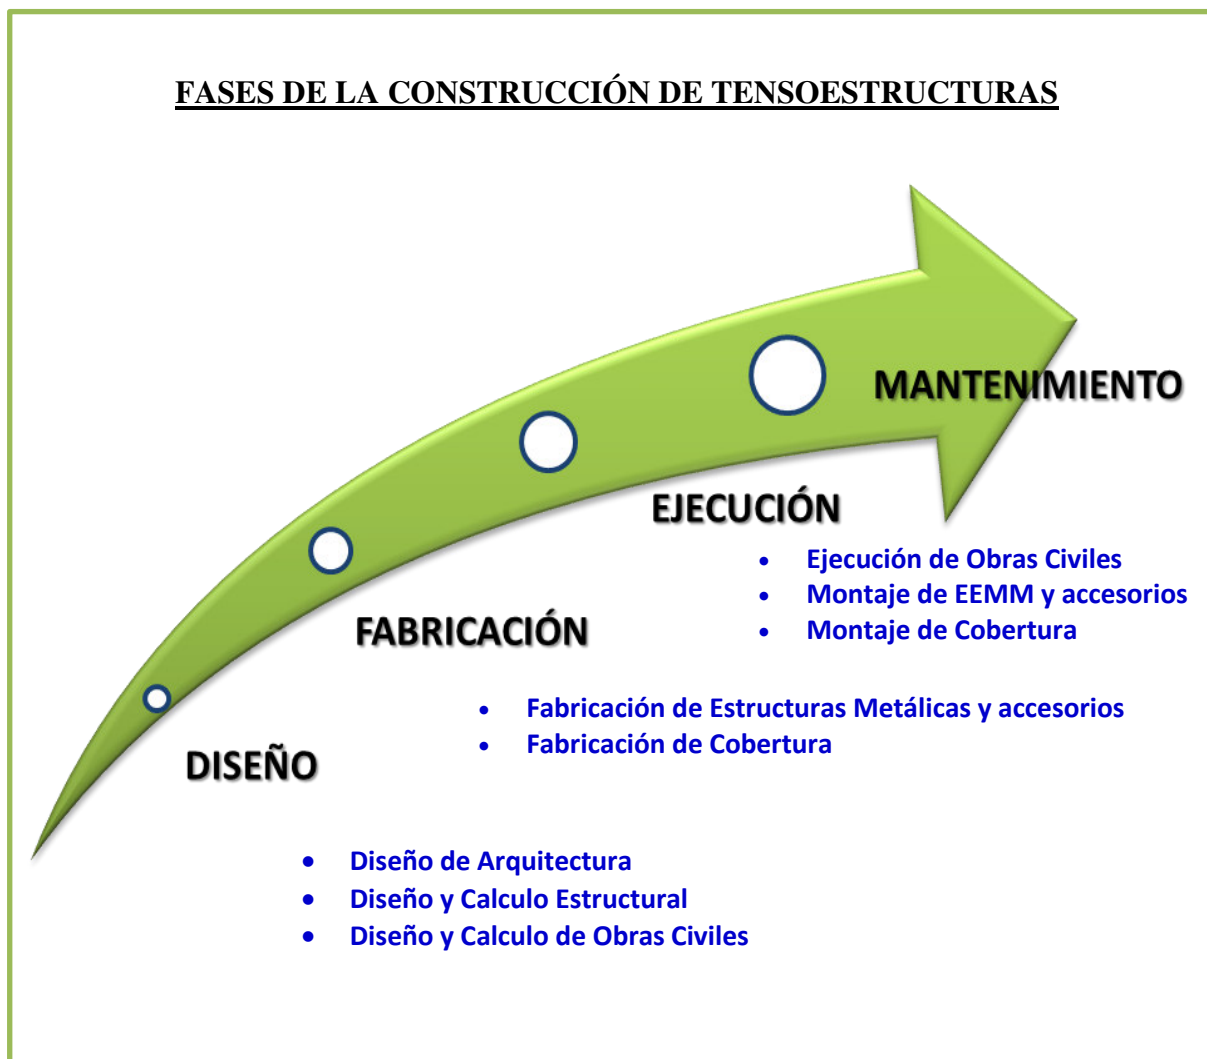 FASES DE LA CONSTRUCCIÓN DE TENSOESTRUCTURAS
MANTENIMIENTO
EJECUCIÓN
• Ejecución de Obras Civiles
• Montaje de EEMM y accesorios
• Montaje de Cobertura
FABRICACIÓN
• Fabricación de Estructuras Metálicas y accesorios
• Fabricación de Cobertura
DISEÑO
• Diseño de Arquitectura
• Diseño y Calculo Estructural
• Diseño y Calculo de Obras Civiles